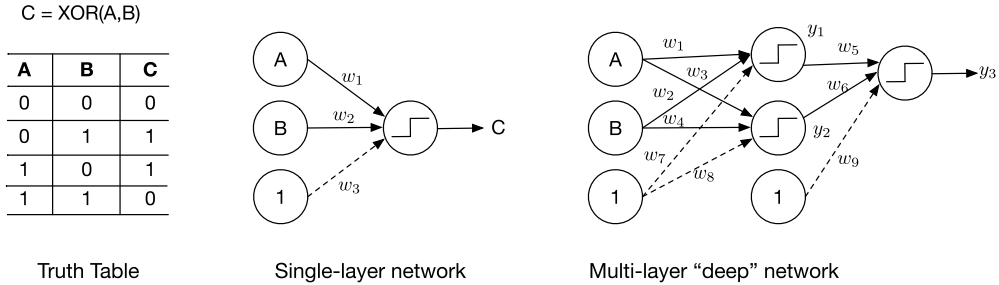 C = XOR(A,B)
A B C
0 0 0
0 1 1
1 0 1
1 1 0
Truth Table
A
B
1
w₁
w₂
w₃
C
Single-layer network
A
B
1
w₁
w₃
w₂
w₄
w₇
w₈
y₁
y₂
1
w₅
w₆
w₉
y₃
Multi-layer “deep” network